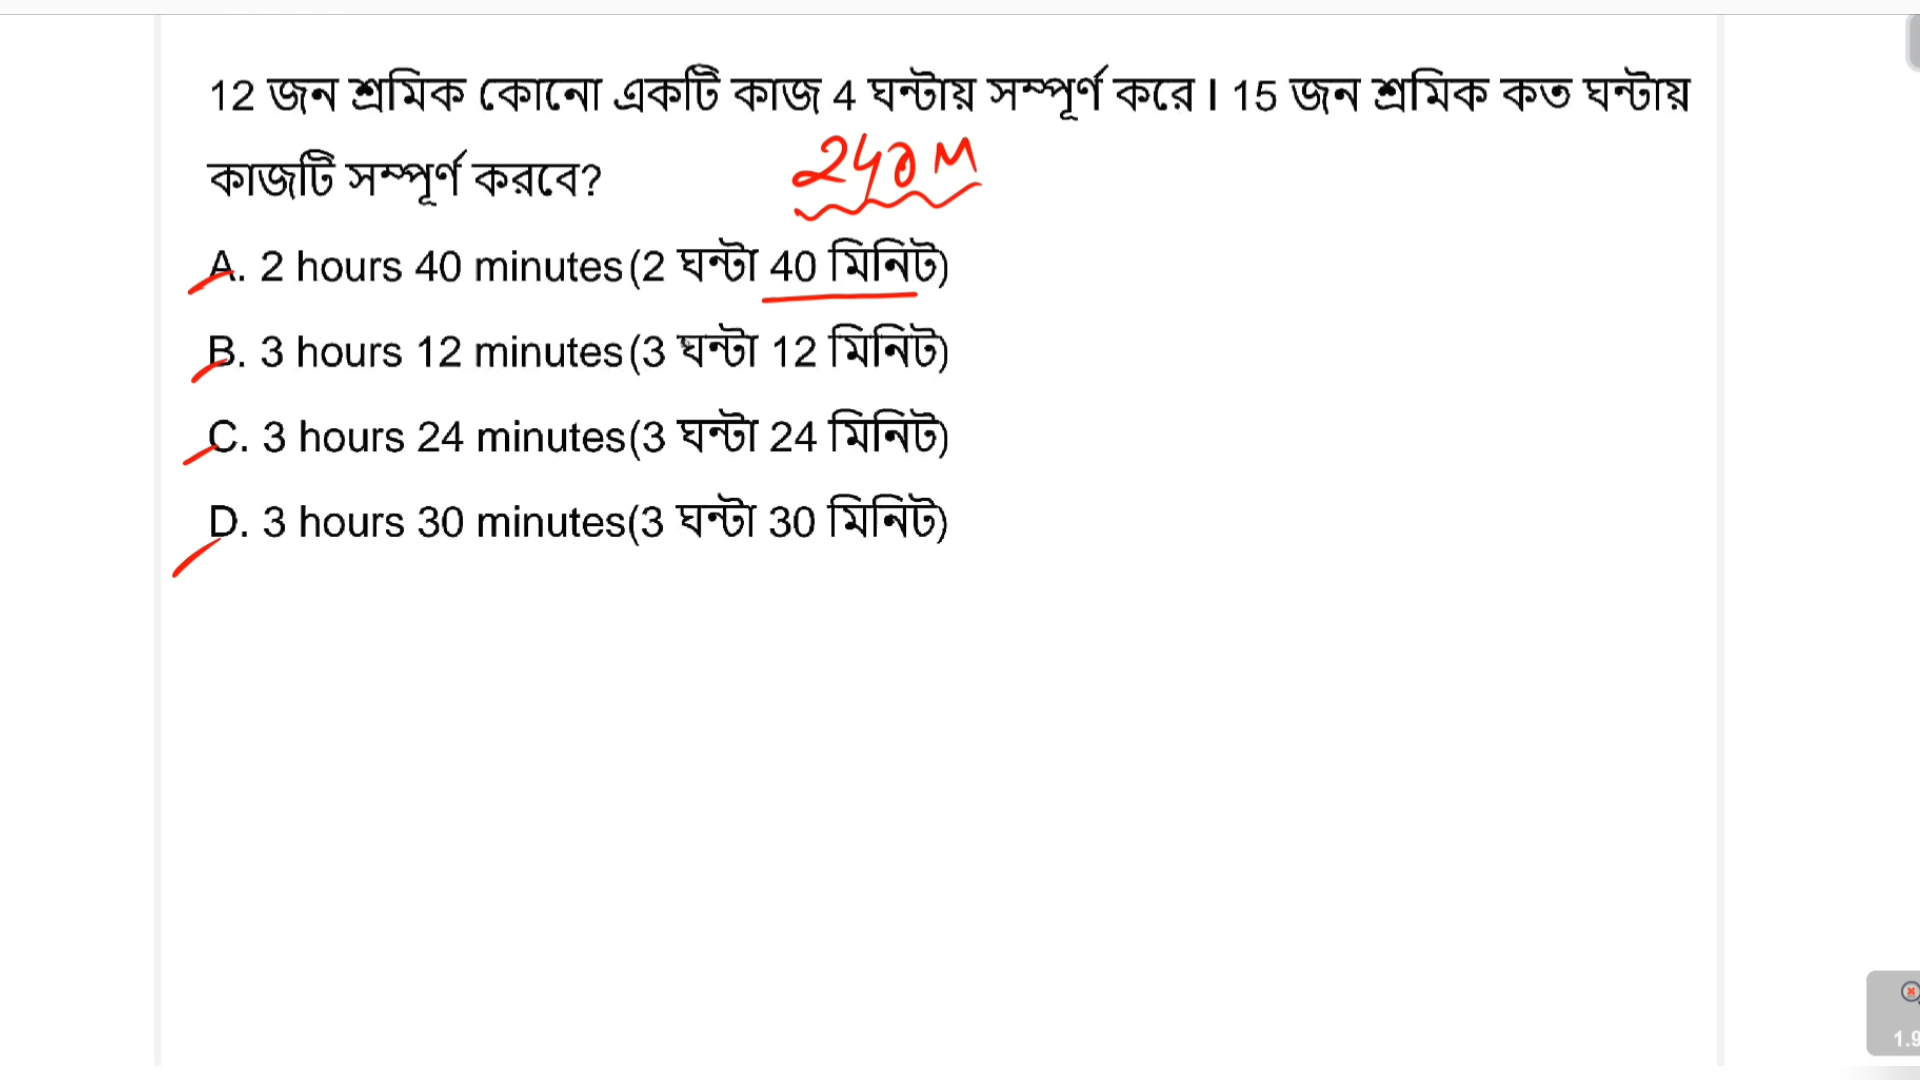 12 জন শ্রমিক কোনো একটি কাজ 4 ঘন্টায় সম্পূর্ণ করে। 15 জন শ্রমিক কত ঘন্টায়
কাজটি সম্পূর্ণ করবে?
240 M
A. 2 hours 40 minutes(2 ঘন্টা 40 মিনিট)
B. 3 hours 12 minutes(3 ঘন্টা 12 মিনিট)
C. 3 hours 24 minutes(3 ঘন্টা 24 মিনিট)
D. 3 hours 30 minutes(3 ঘন্টা 30 মিনিট)